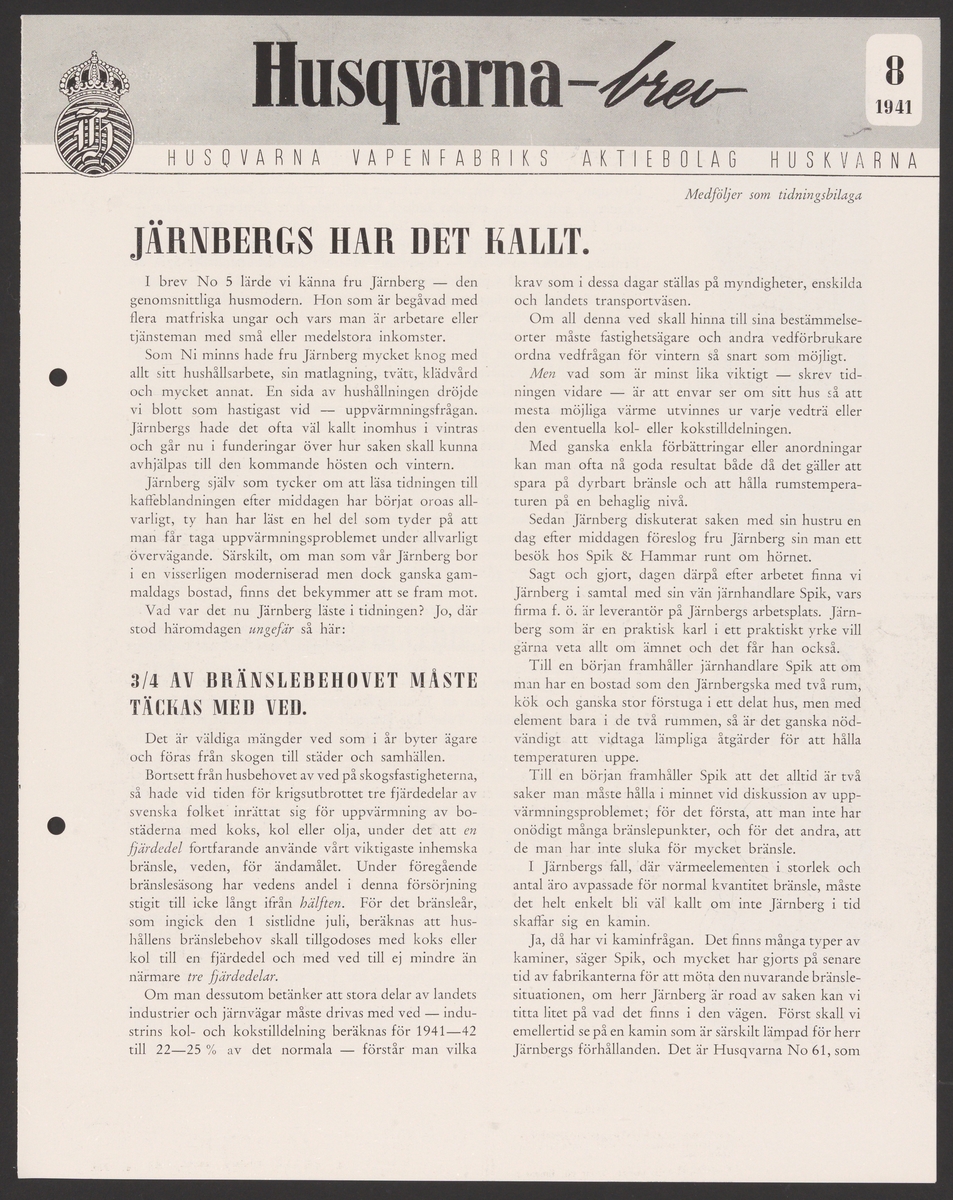 Husqvarna-brev
8
1941
HUSQVARNA VAPENFABRIKS AKTIEBOLAG HUSKVARNA
Medföljer som tidningsbilaga
JÄRNBERGS HAR DET KALLT.
I brev No 5 lärde vi känna fru Järnberg — den
genomsnittliga husmodern. Hon som är begåvad med
flera matfriska ungar och vars man är arbetare eller
tjänsteman med små eller medelstora inkomster.
Som Ni minns hade fru Järnberg mycket knog med
allt sitt hushållsarbete, sin matlagning, tvätt, klädvård
och mycket annat. En sida av hushållningen dröjde
vi blott som hastigast vid — uppvärmningsfrågan.
Järnbergs hade det ofta väl kallt inomhus i vintras
och går nu i funderingar över hur saken skall kunna
avhjälpas till den kommande hösten och vintern.
Järnberg själv som tycker om att läsa tidningen till
kaffeblandningen efter middagen har börjat oroas all-
varligt, ty han har läst en hel del som tyder på att
man får taga uppvärmningsproblemet under allvarligt
övervägande. Särskilt, om man som vår Järnberg bor
i en visserligen moderniserad men dock ganska gam-
maldags bostad, finns det bekymmer att se fram mot.
Vad var det nu Järnberg läste i tidningen? Jo, där
stod häromdagen ungefär så här:
3/4 AV BRÄNSLEBEHOVET MÅSTE
TÄCKAS MED VED.
Det är väldiga mängder ved som i år byter ägare
och föras från skogen till städer och samhällen.
Bortsett från husbehovet av ved på skogsfastigheterna,
så hade vid tiden för krigsutbrottet tre fjärdedelar av
svenska folket inrättat sig för uppvärmning av bo-
städerna med koks, kol eller olja, under det att en
fjärdedel fortfarande använde vårt viktigaste inhemska
bränsle, veden, för ändamålet. Under föregående
bränslesäsong har vedens andel i denna försörjning
stigit till icke långt ifrån hälften. För det bränsleår,
som ingick den 1 sistlidne juli, beräknas att hus-
hållens bränslebehov skall tillgodoses med koks eller
kol till en fjärdedel och med ved till ej mindre än
närmare tre fjärdedelar.
Om man dessutom betänker att stora delar av landets
industrier och järnvägar måste drivas med ved — indu-
strins kol- och kokstilldelning beräknas för 1941—42
till 22—25 % av det normala — förstår man vilka
krav som i dessa dagar ställas på myndigheter, enskilda
och landets transportväsen.
Om all denna ved skall hinna till sina bestämmelse-
orter måste fastighetsägare och andra vedförbrukare
ordna vedfrågan för vintern så snart som möjligt.
Men vad som är minst lika viktigt — skrev tid-
ningen vidare — är att envar ser om sitt hus så att
mesta möjliga värme utvinnes ur varje vedträ eller
den eventuella kol- eller kokstilldelningen.
Med ganska enkla förbättringar eller anordningar
kan man ofta nå goda resultat både då det gäller att
spara på dyrbart bränsle och att hålla rumstempera-
turen på en behaglig nivå.
Sedan Järnberg diskuterat saken med sin hustru en
dag efter middagen föreslog fru Järnberg sin man ett
besök hos Spik & Hammar runt om hörnet.
Sagt och gjort, dagen därpå efter arbetet finna vi
Järnberg i samtal med sin vän järnhandlare Spik, vars
firma f. ö. är leverantör på Järnbergs arbetsplats. Järn-
berg som är en praktisk karl i ett praktiskt yrke vill
gärna veta allt om ämnet och det får han också.
Till en början framhåller järnhandlare Spik att om
man har en bostad som den Järnbergska med två rum,
kök och ganska stor förstuga i ett delat hus, men med
element bara i de två rummen, så är det ganska nöd-
vändigt att vidtaga lämpliga åtgärder för att hålla
temperaturen uppe.
Till en början framhåller Spik att det alltid är två
saker man måste hålla i minnet vid diskussion av upp-
värmningsproblemet; för det första, att man inte har
onödigt många bränslepunkter, och för det andra, att
de man har inte sluka för mycket bränsle.
I Järnbergs fall, där värmeelementen i storlek och
antal äro avpassade för normal kvantitet bränsle, måste
det helt enkelt bli väl kallt om inte Järnberg i tid
skaffar sig en kamin.
Ja, då har vi kaminfrågan. Det finns många typer av
kaminer, säger Spik, och mycket har gjorts på senare
tid av fabrikanterna för att möta den nuvarande bränsle-
situationen, om herr Järnberg är road av saken kan vi
titta litet på vad det finns i den vägen. Först skall vi
emellertid se på en kamin som är särskilt lämpad för herr
Järnbergs förhållanden. Det är Husqvarna No 61, som